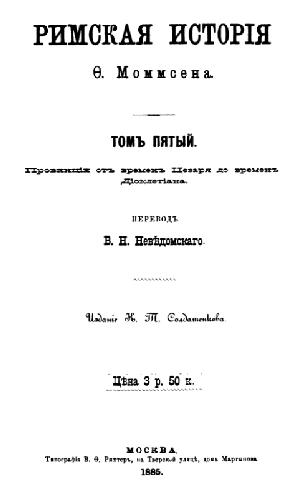 РИМСКАЯ ИСТОРІЯ
Ѳ. Моммсена.
ТОМЪ ПЯТЫЙ.
Провинціи отъ временъ Цезаря до временъ
Діоклетіана.
ПЕРЕВОДЪ
В. Н. Невѣдомскаго.
Изданіе К. Т. Солдатенкова.
Цѣна 3 р. 50 к.
МОСКВА.
Типографія В. Ѳ. Рихтеръ, на Тверской улицѣ, домъ Мартынова
1885.